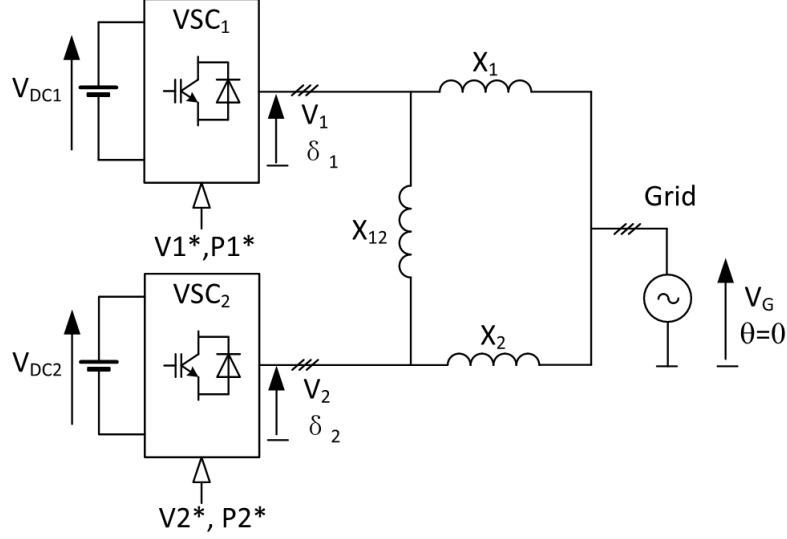 VSC1
VDC1
V1
δ 1
X1
V1*,P1*
X12
Grid
VSC2
VDC2
V2
δ 2
X2
VG
θ=0
V2*, P2*